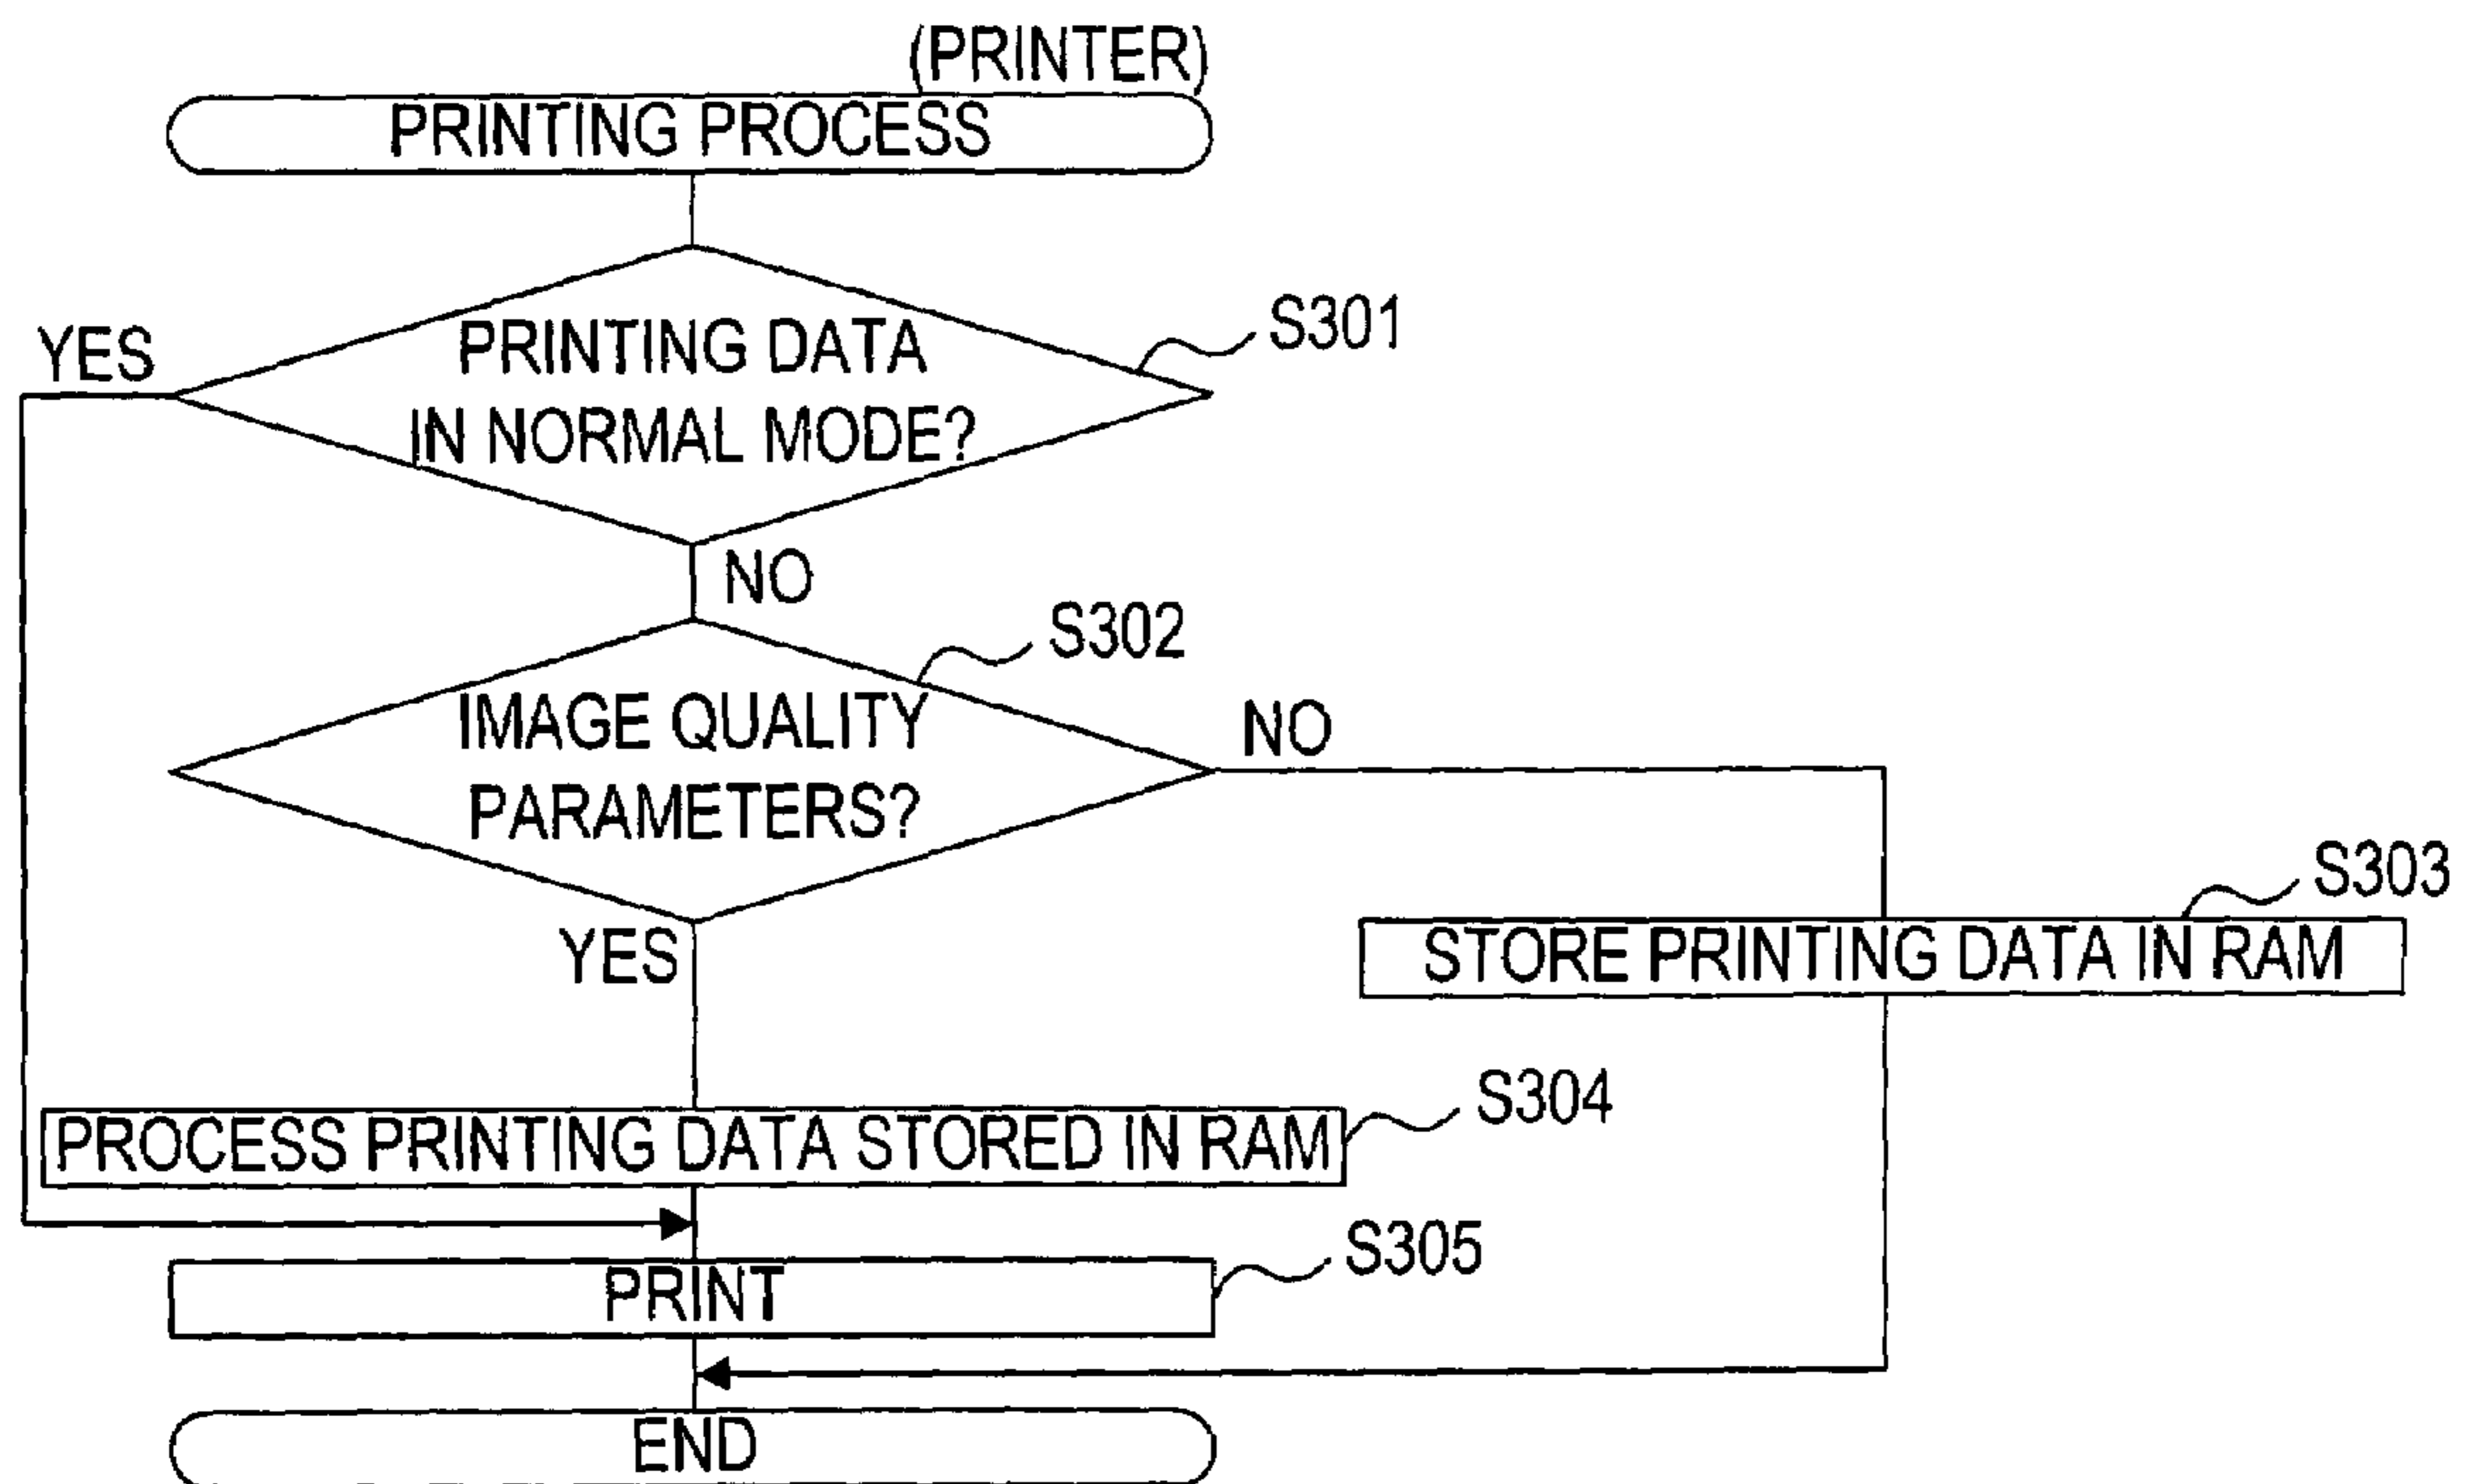 (PRINTER)
PRINTING PROCESS
PRINTING DATA
IN NORMAL MODE?
S301
YES
NO
S302
IMAGE QUALITY
PARAMETERS?
NO
YES
S303
STORE PRINTING DATA IN RAM
S304
PROCESS PRINTING DATA STORED IN RAM
S305
PRINT
END